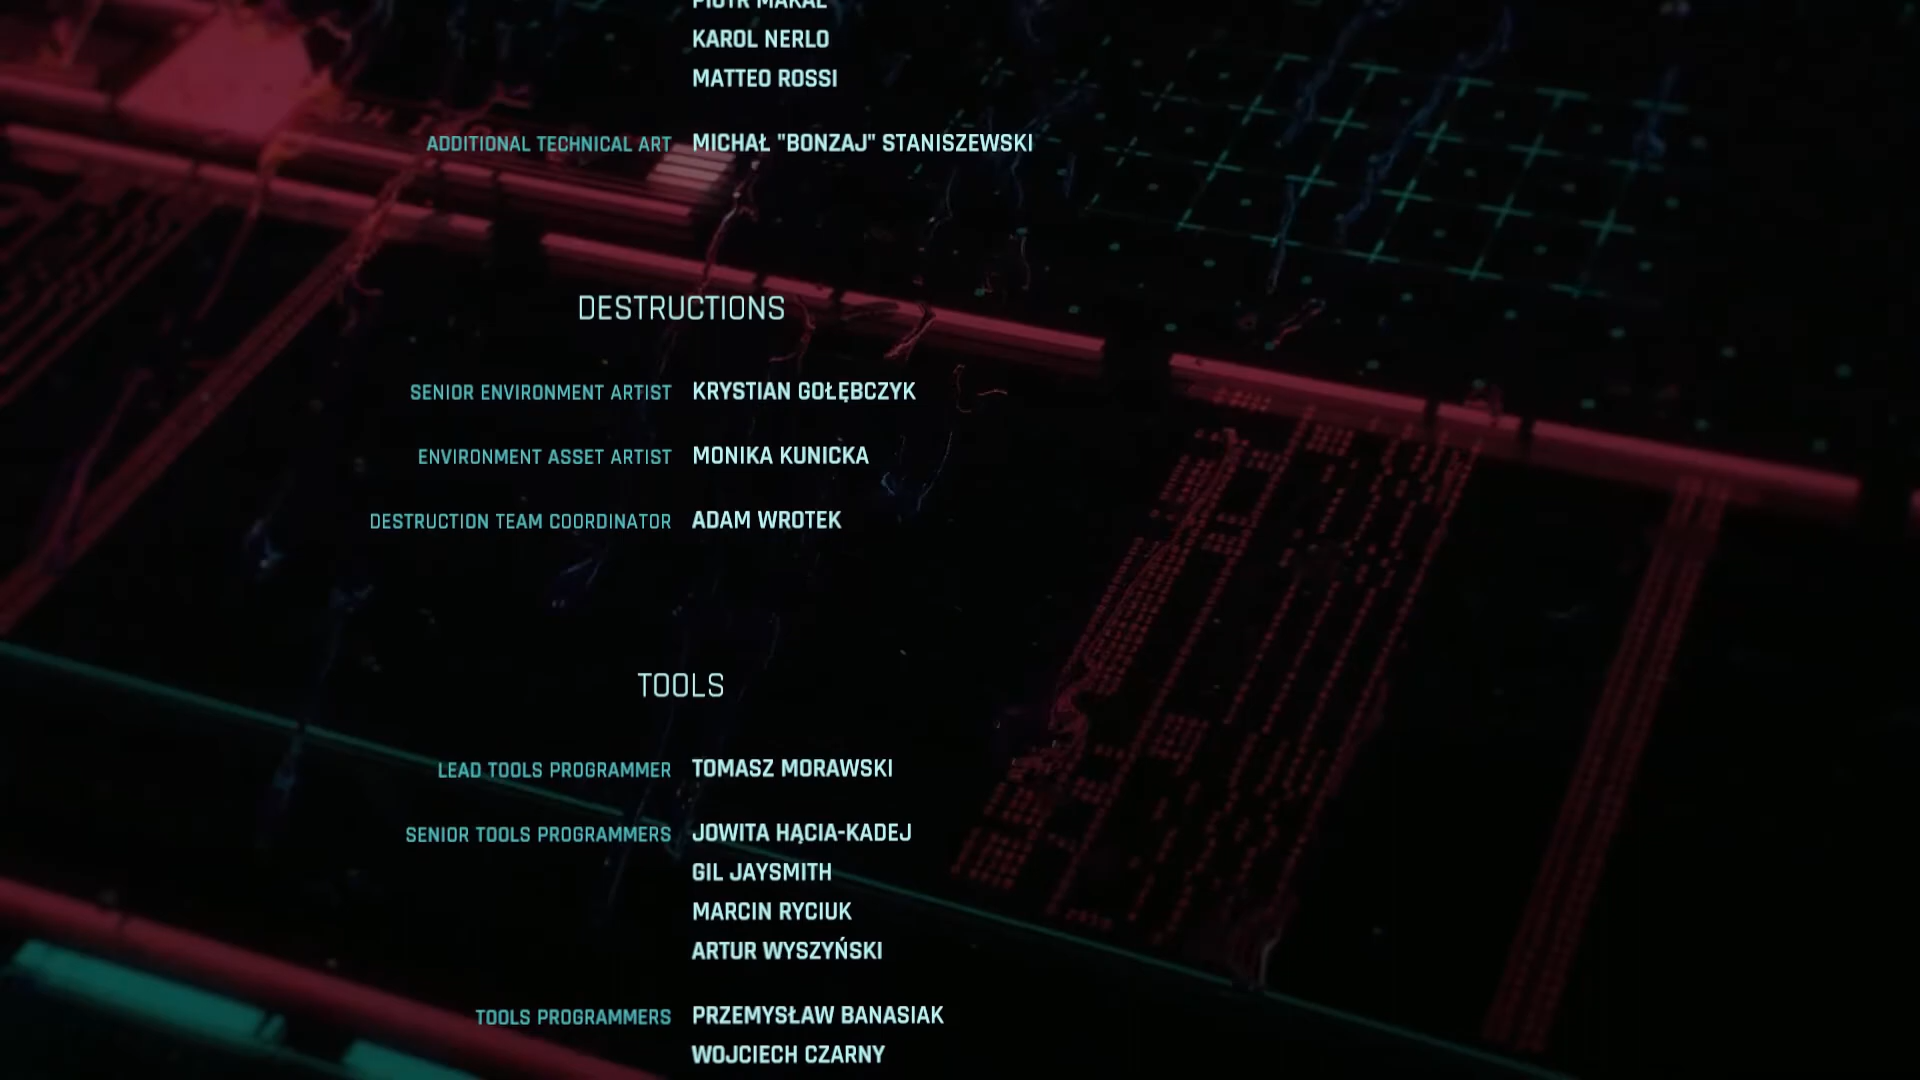 PIOTR MAKAL
KAROL NERLO
MATTEO ROSSI
ADDITIONAL TECHNICAL ART MICHAŁ "BONZAJ" STANISZEWSKI
DESTRUCTIONS
SENIOR ENVIRONMENT ARTIST KRYSTIAN GOŁĘBCZYK
ENVIRONMENT ASSET ARTIST MONIKA KUNICKA
DESTRUCTION TEAM COORDINATOR ADAM WROTEK
TOOLS
LEAD TOOLS PROGRAMMER TOMASZ MORAWSKI
SENIOR TOOLS PROGRAMMERS JOWITA HĄCIA-KADEJ
GIL JAYSMITH
MARCIN RYCIUK
ARTUR WYSZYŃSKI
TOOLS PROGRAMMERS PRZEMYSŁAW BANASIAK
WOJCIECH CZARNY